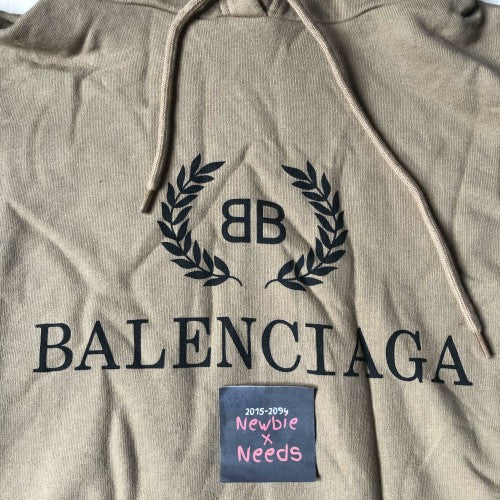 BB
BALENCIAGA
2015-2094
Newbie
x
Needs